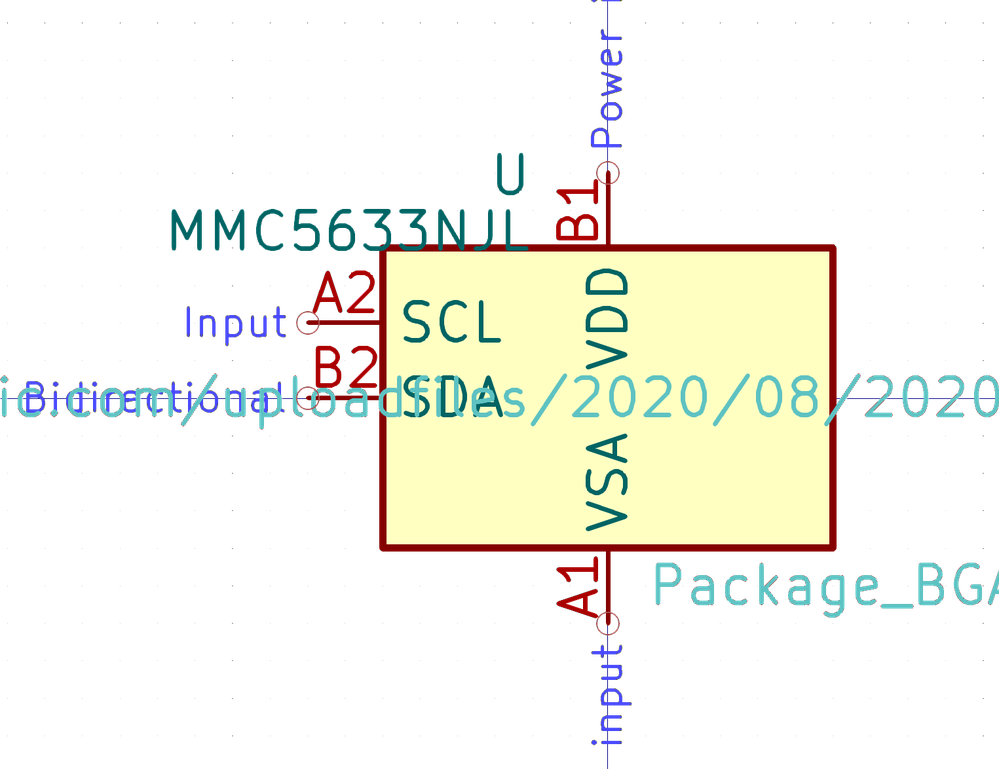 Power i
U
B1
MMC5633NJL
A2
Input
SCL
VDD
B2
Bidirectional
ic.com/uploadfiles/2020/08/2020
SDA
VSA
A1
Package_BGA
input